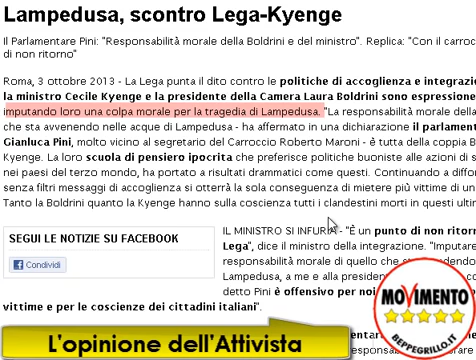 Lampedusa, scontro Lega-Kyenge
Il Parlamentare Pini: "Responsabilità morale della Boldrini e del ministro". Replica: "Con il carroc
di non ritorno"
Roma, 3 ottobre 2013 - La Lega punta il dito contro le politiche di accoglienza e integrazio
la ministro Cecile Kyenge e la presidente della Camera Laura Boldrini sono espressione
imputando loro una colpa morale per la tragedia di Lampedusa. "La responsabilità morale della
che sta avvenendo nelle acque di Lampedusa - ha affermato in una dichiarazione il parlament
Gianluca Pini, molto vicino al segretario del Carroccio Roberto Maroni - è tutta della coppia B
Kyenge. La loro scuola di pensiero ipocrita che preferisce politiche buoniste alle azioni di s
nei paesi del terzo mondo, ha portato a risultati drammatici come questi. Continuando a diffon
senza filtri messaggi di accoglienza si otterrà la sola conseguenza di mietere più vittime di un
Tanto la Boldrini quanto la Kyenge hanno sulla coscienza tutti i clandestini morti in questi ultim
IL MINISTRO SI INFURIA - "È un punto di non ritorn
Lega", dice il ministro della integrazione. "Imputare
responsabilità morale di quello che sta
Lampedusa, a me e alla presiden
detto Pini è offensivo per noi
vittime e per le coscienze dei cittadini italiani".
SEGUI LE NOTIZIE SU FACEBOOK
Condividi
MOVIMENTO
BEPPEGRILLO.IT
L'opinione dell'Attivista